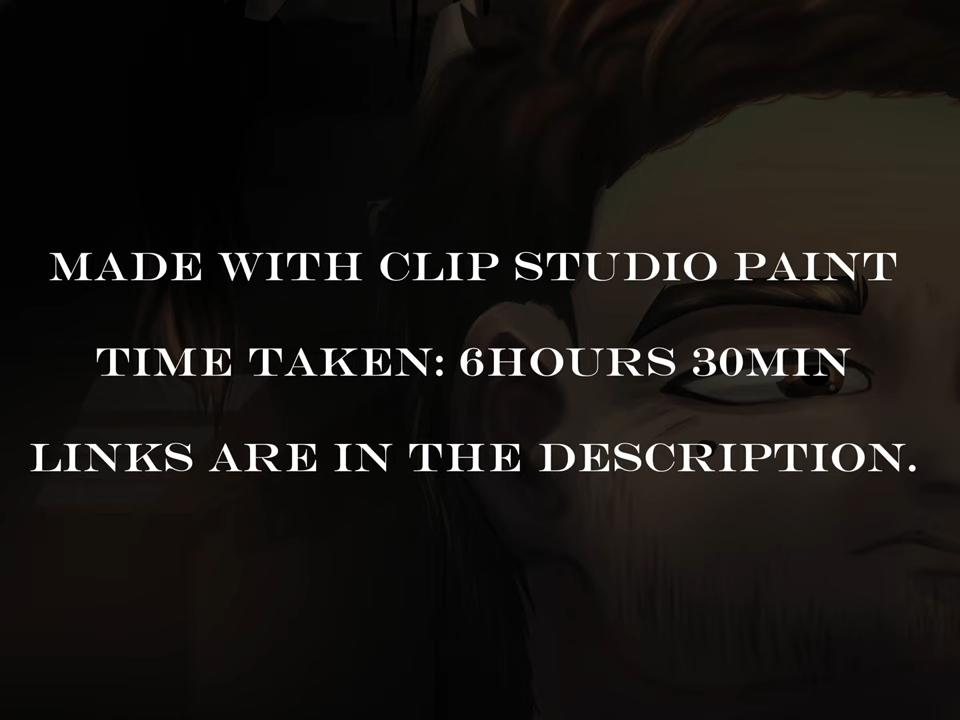 MADE WITH CLIP STUDIO PAINT
TIME TAKEN: 6HOURS 30MIN
LINKS ARE IN THE DESCRIPTION.